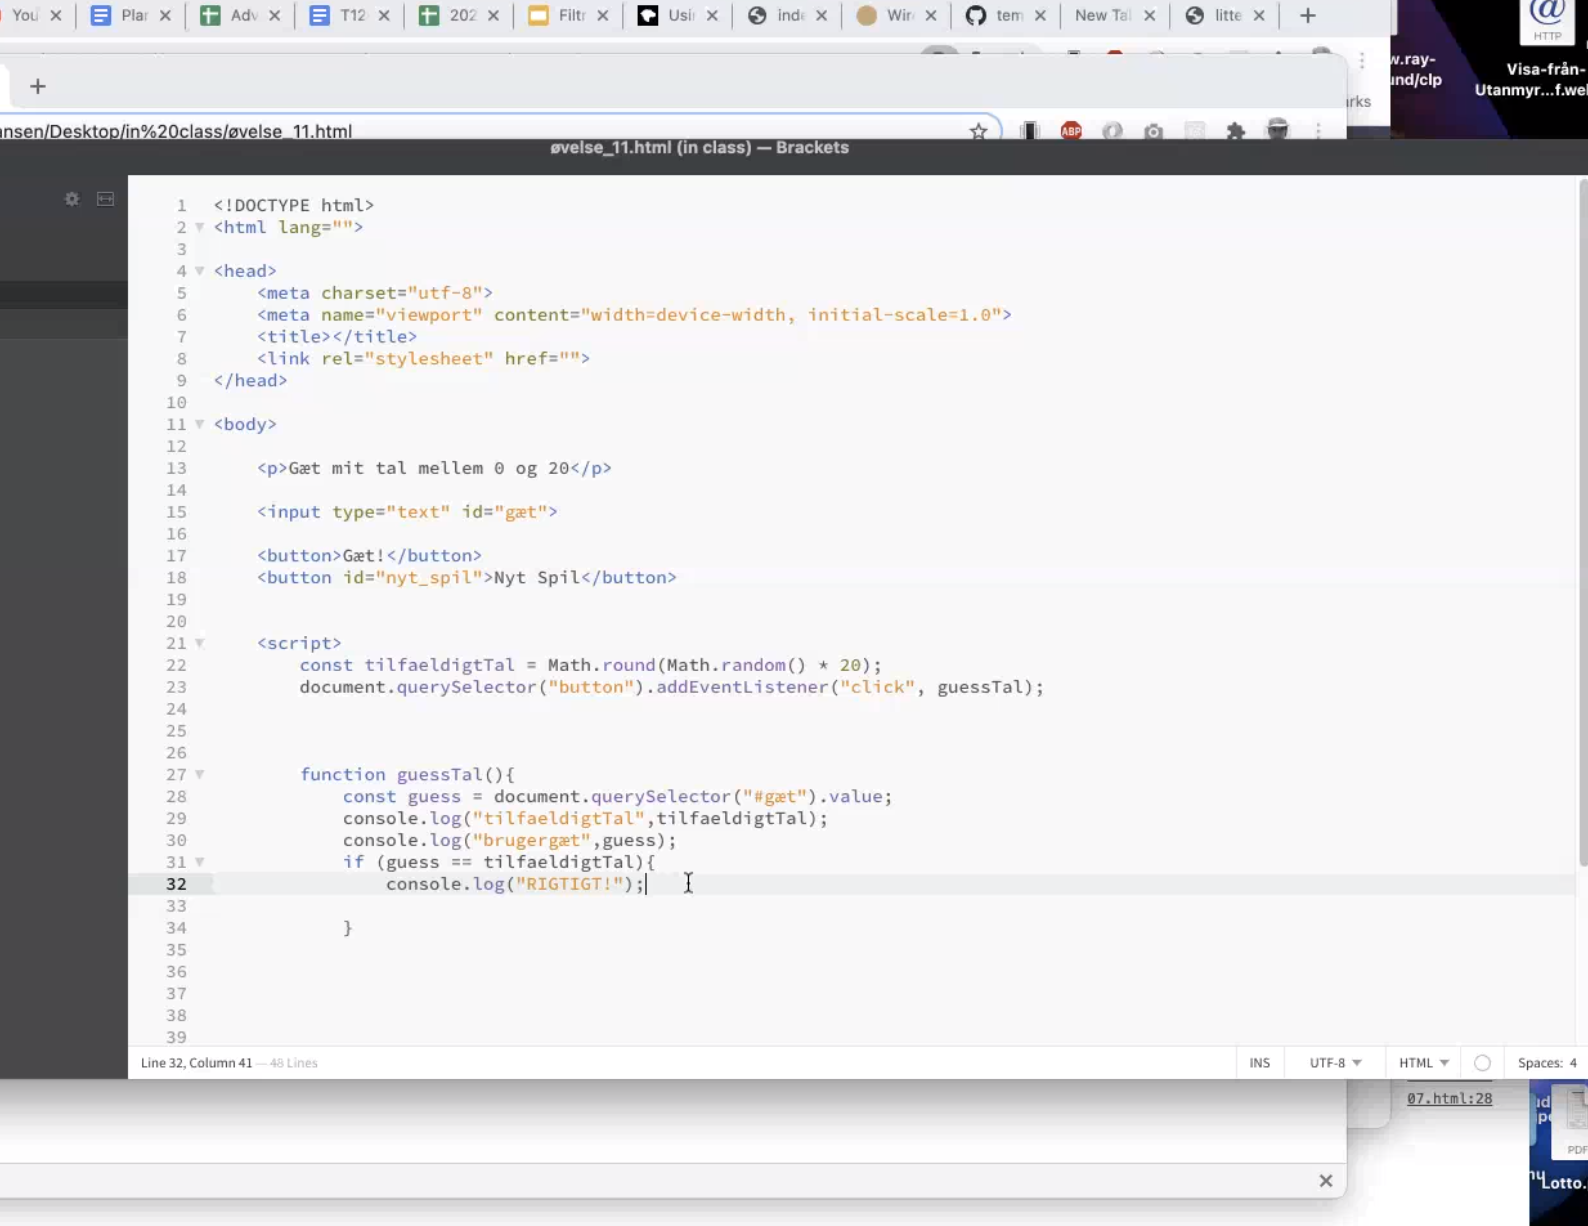 You
Plar
Adv
T12
202
Filtr
Usir
inde
Wir
tem
New Ta
litte
HTTP
w.ray-
und/clp
Visa-från-
Utanmyr...f.we
rks
ansen/Desktop/in%20class/øvelse_11.html
ABP
øvelse_11.html (in class) — Brackets
1 <!DOCTYPE html>
2 <html lang="">
3
4 <head>
5 <meta charset="utf-8">
6 <meta name="viewport" content="width=device-width, initial-scale=1.0">
7 <title></title>
8 <link rel="stylesheet" href="">
9 </head>
10
11 <body>
12
13 <p>Gæt mit tal mellem 0 og 20</p>
14
15 <input type="text" id="gæt">
16
17 <button>Gæt!</button>
18 <button id="nyt_spil">Nyt Spil</button>
19
20
21 <script>
22 const tilfaeldigtTal = Math.round(Math.random() * 20);
23 document.querySelector("button").addEventListener("click", guessTal);
24
25
26
27 function guessTal(){
28 const guess = document.querySelector("#gæt").value;
29 console.log("tilfaeldigtTal",tilfaeldigtTal);
30 console.log("brugergæt",guess);
31 if (guess == tilfaeldigtTal){
32 console.log("RIGTIGT!");
33
34 }
35
36
37
38
39
Line 32, Column 41 — 48 Lines
INS UTF-8 HTML Spaces: 4
07.html:28
PDF
Lotto.